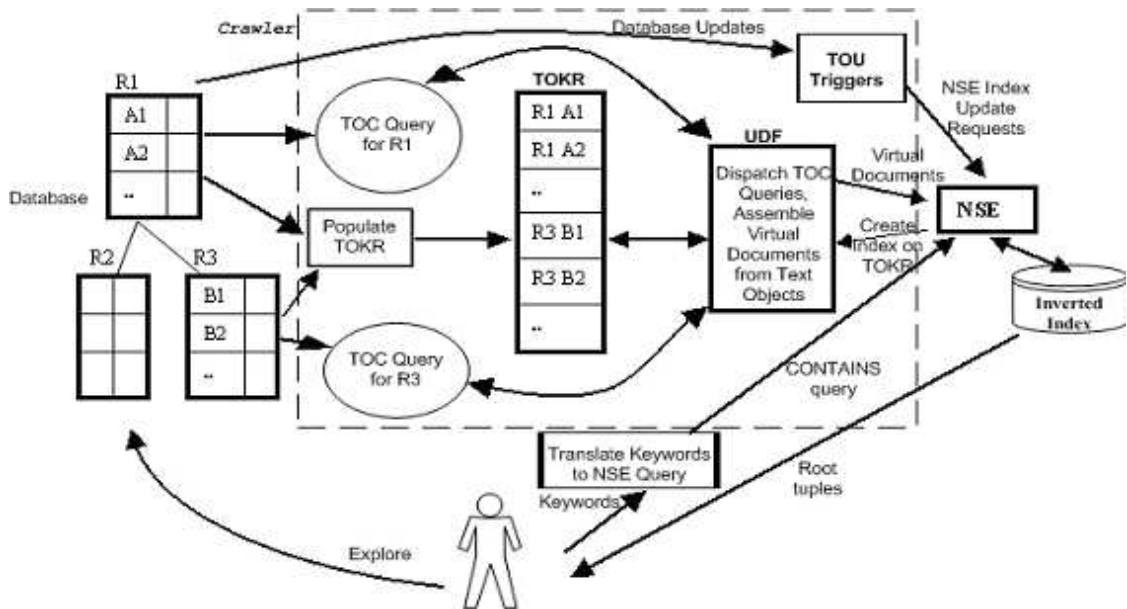 Crawler
Database Updates
TOU
Triggers
R1
A1
A2
..
TOC Query
for R1
TOKR
R1 A1
R1 A2
..
R3 B1
R3 B2
..
NSE Index
Update
Requests
UDF
Dispatch TOC
Queries,
Assemble
Virtual
Documents
from Text
Objects
Virtual
Documents
NSE
Database
Populate
TOKR
Create
Index on
TOKR
R2
R3
B1
B2
..
Inverted
Index
TOC Query
for R3
CONTAINS
query
Translate Keywords
to NSE Query
Keywords
Root
tuples
Explore